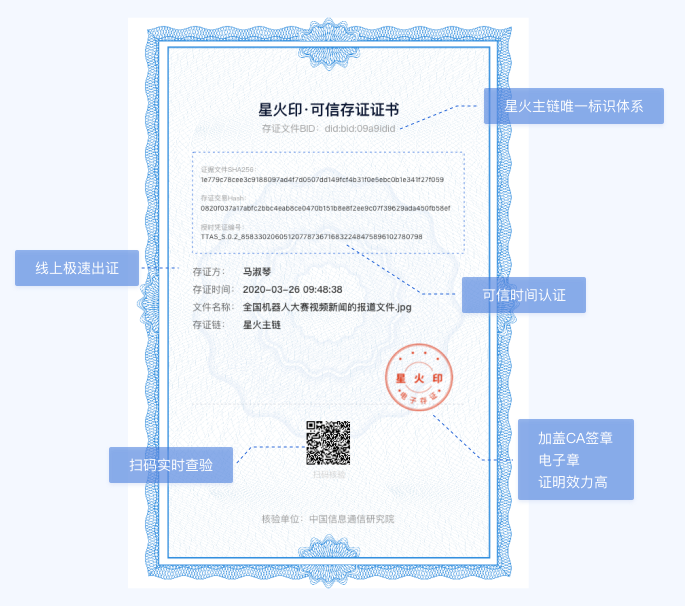 星火印·可信存证证书
存证文件BID：did:bid:09a9idid
星火主链唯一标识体系
证据文件SHA256：
1e779c78cee3c9188097ad4f7d0507dd149fcf4b31f0e5ebc0b1e341f27f059
存证交易Hash：
0820f037a17abfc2bbc4eab8ce0470b151b8e8f2ee9c07f39629ada450fb58ef
授时凭证编号：
TTAS_S.0.2_85833020605120778736716832248475896102780798
线上极速出证
存证方： 马淑琴
存证时间： 2020-03-26 09:48:38
可信时间认证
文件名称： 全国机器人大赛视频新闻的报道文件.jpg
存证链： 星火主链
星火印
电子存证
加盖CA签章
电子章
证明效力高
扫码实时查验
扫码核验
核验单位：中国信息通信研究院